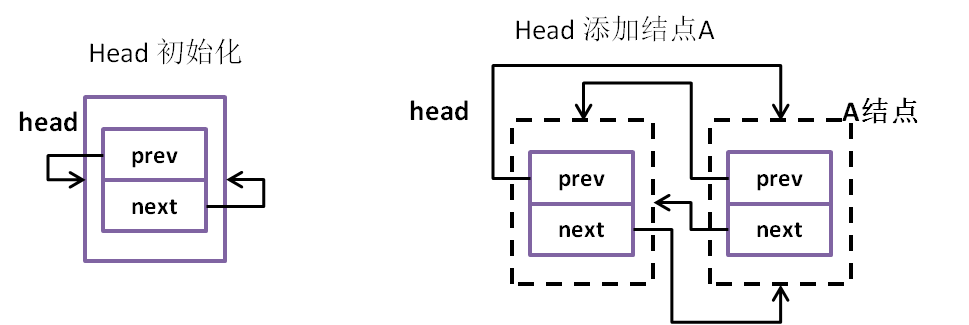 Head 初始化
head
prev
next
Head 添加结点A
head
A结点
prev
next
prev
next